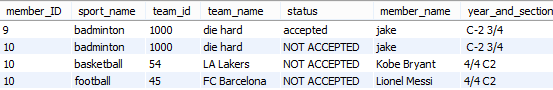 member_ID sport_name team_id team_name status member_name year_and_section
9 badminton 1000 die hard accepted jake C-2 3/4
10 badminton 1000 die hard NOT ACCEPTED jake C-2 3/4
10 basketball 54 LA Lakers NOT ACCEPTED Kobe Bryant 4/4 C2
10 football 45 FC Barcelona NOT ACCEPTED Lionel Messi 4/4 C2